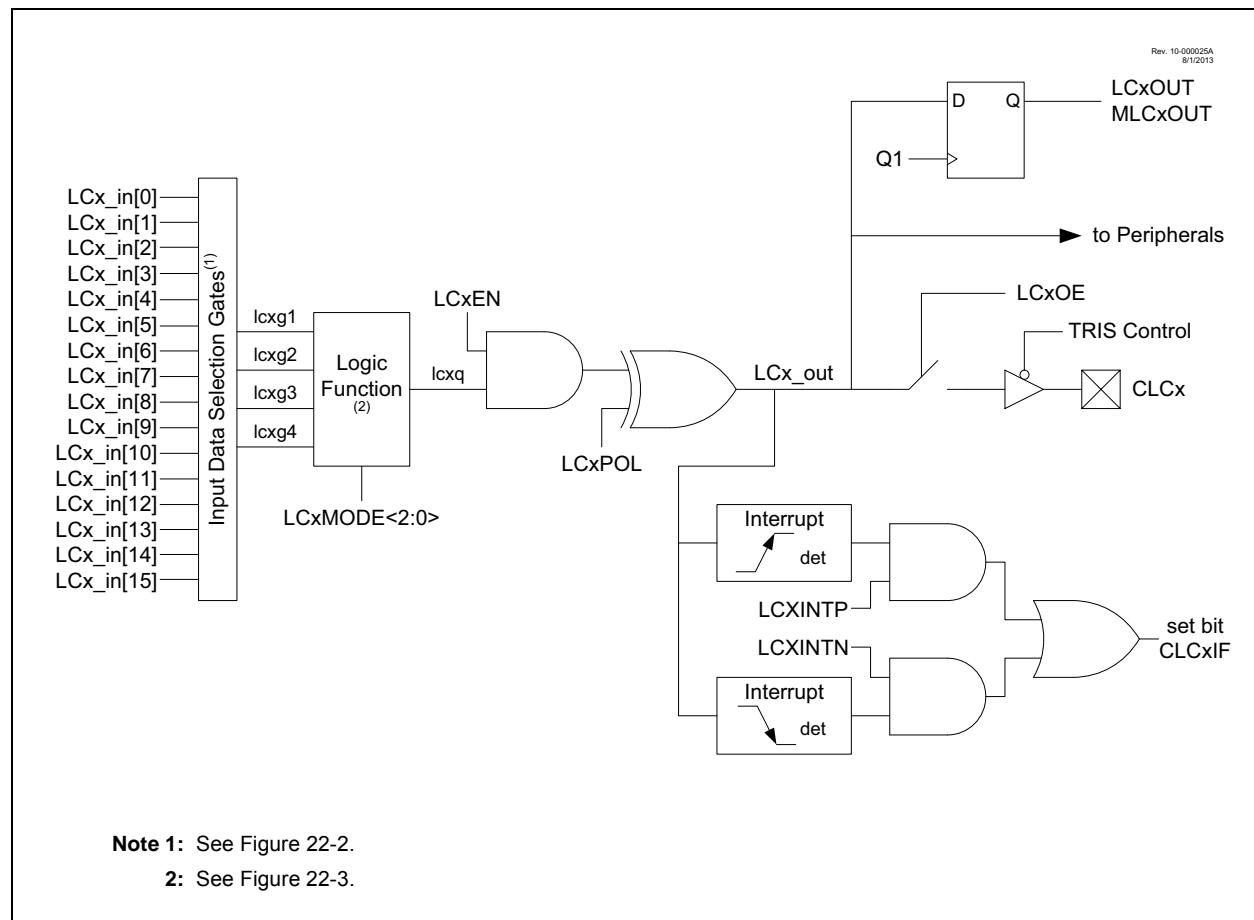 Rev. 10-000025A
8/1/2013
LCxOUT
MLCxOUT
D
Q
Q1
to Peripherals
LCx_in[0]
LCx_in[1]
LCx_in[2]
LCx_in[3]
LCx_in[4]
LCx_in[5]
LCx_in[6]
LCx_in[7]
LCx_in[8]
LCx_in[9]
LCx_in[10]
LCx_in[11]
LCx_in[12]
LCx_in[13]
LCx_in[14]
LCx_in[15]
Input Data Selection Gates(1)
lcxg1
lcxg2
lcxg3
lcxg4
Logic
Function
(2)
LCxMODE<2:0>
lcxq
LCxEN
LCxPOL
LCx_out
LCxOE
TRIS Control
CLCx
Interrupt
det
LCXINTP
LCXINTN
Interrupt
det
set bit
CLCxIF
Note 1: See Figure 22-2.
2: See Figure 22-3.